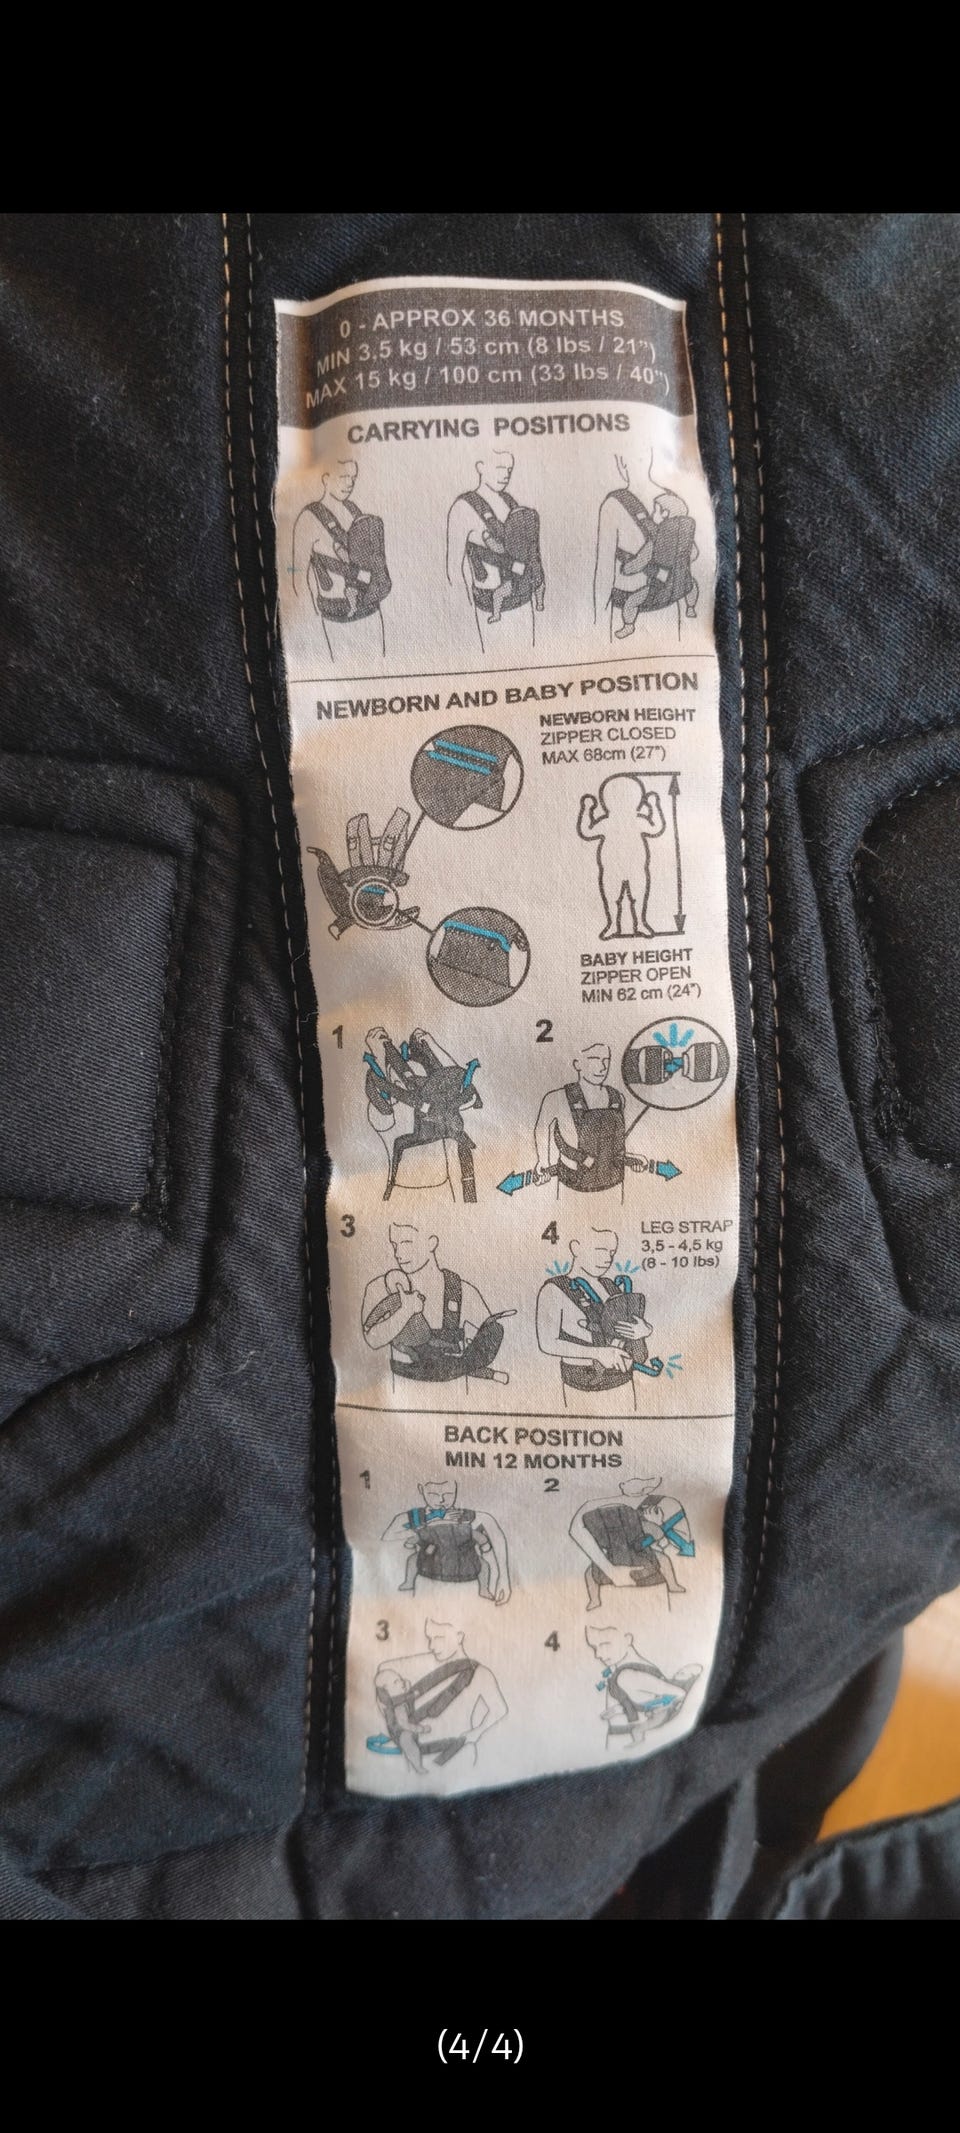 0 - APPROX 36 MONTHS
MIN 3,5 kg / 53 cm (8 lbs / 21")
MAX 15 kg / 100 cm (33 lbs / 40")
CARRYING POSITIONS
NEWBORN AND BABY POSITION
NEWBORN HEIGHT
ZIPPER CLOSED
MAX 68cm (27")
BABY HEIGHT
ZIPPER OPEN
MIN 62 cm (24")
1
2
3
4
LEG STRAP
3,5 - 4,5 kg
(8 - 10 lbs)
BACK POSITION
MIN 12 MONTHS
1
2
3
4
(4/4)